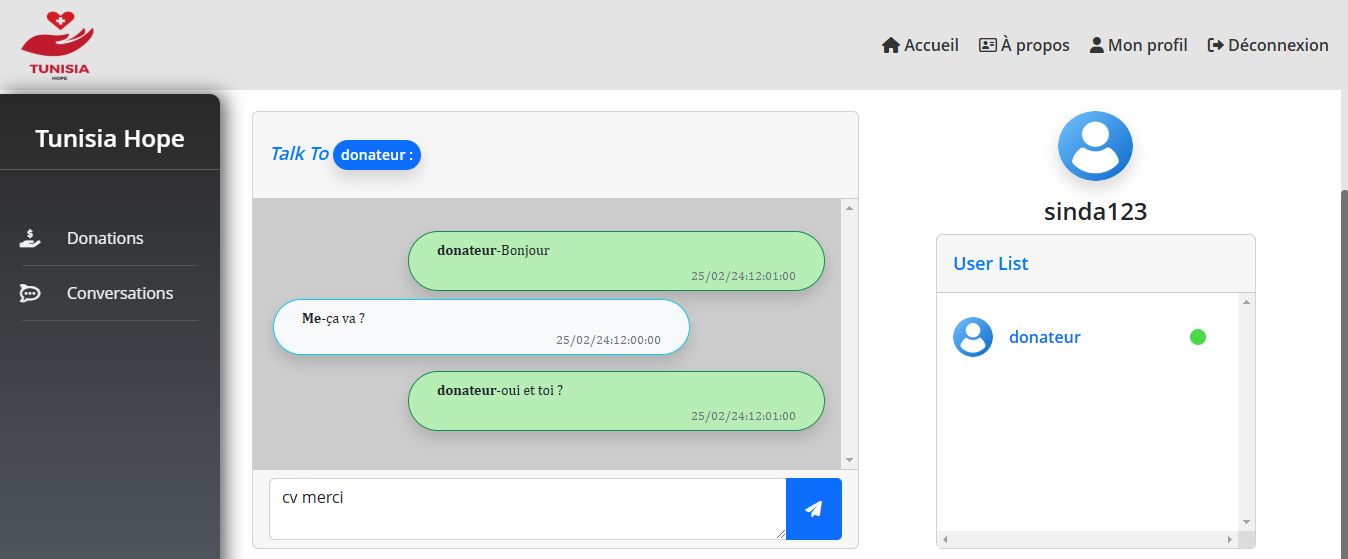 TUNISIA
HOPE
Accueil
À propos
Mon profil
Déconnexion
Tunisia Hope
Donations
Conversations
Talk To donateur :
donateur-Bonjour
25/02/24:12:01:00
Me-ça va ?
25/02/24:12:00:00
donateur-oui et toi ?
25/02/24:12:01:00
cv merci
sinda123
User List
donateur